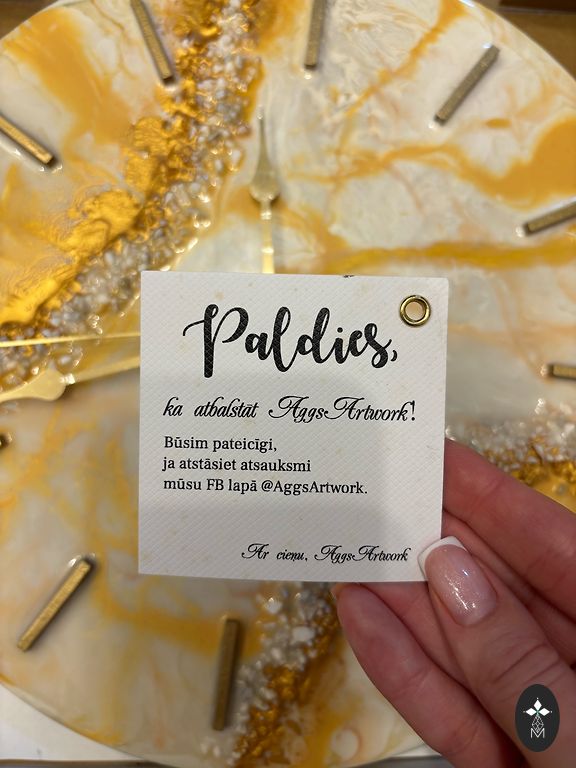 Paldies,
ka atbalstāt AggsArtwork!
Būsim pateicīgi,
ja atstāsiet atsauksmi
mūsu FB lapā @AggsArtwork.
Ar cieņu, AggsArtwork